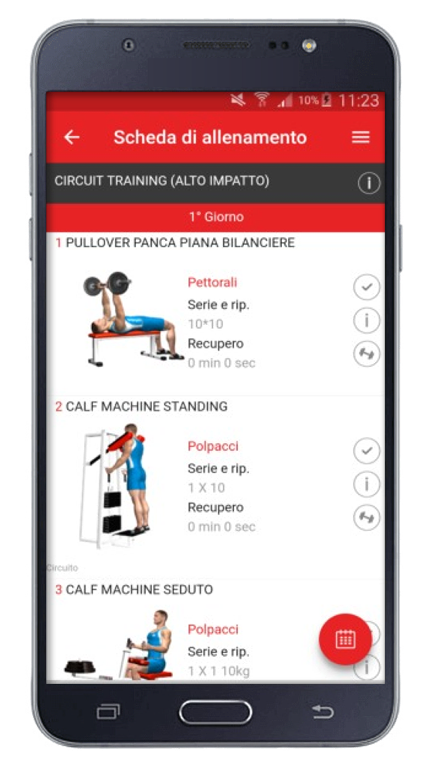 10% 11:23
Scheda di allenamento
CIRCUIT TRAINING (ALTO IMPATTO)
1° Giorno
1 PULLOVER PANCA PIANA BILANCIERE
Pettorali
Serie e rip.
10*10
Recupero
0 min 0 sec
2 CALF MACHINE STANDING
Polpacci
Serie e rip.
1 X 10
Recupero
0 min 0 sec
Circuito
3 CALF MACHINE SEDUTO
Polpacci
Serie e rip.
1 X 1 10kg